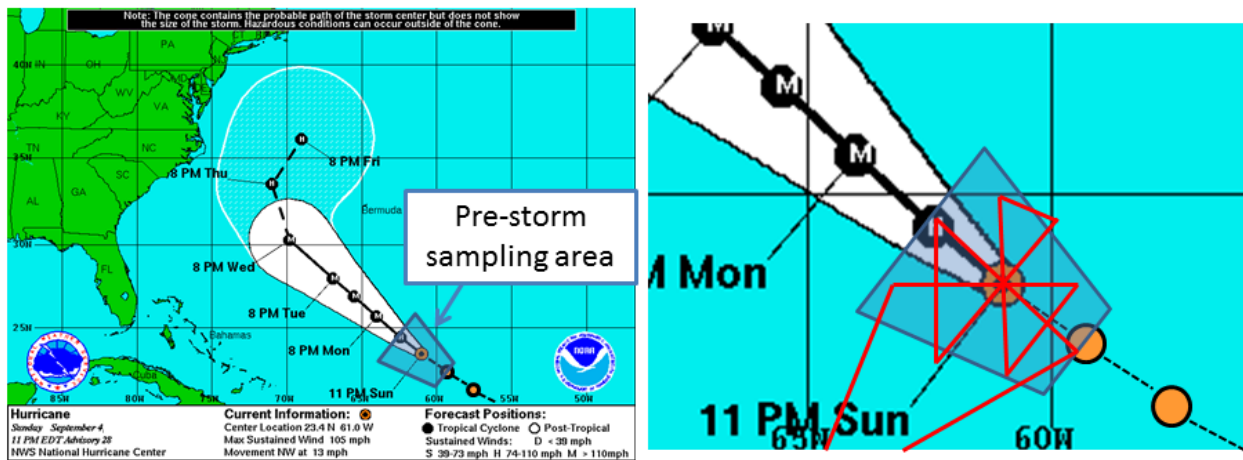 Note: The cone contains the probable path of the storm center but does not show
the size of the storm. Hazardous conditions can occur outside of the cone.
PA
CT
NJ
MD
DE
40N
IN
OH
WV
VA
KY
35N
TN
NC
SC
AL
GA
FL
30N
25N
8 PM Fri
8 PM Thu
Bermuda
8 PM Wed
8 PM Tue
Bahamas
8 PM Mon
11 PM Sun
Cuba
H
H
M
M
M
M
H
Pre-storm
sampling area
NOAA
85W
80W
75W
70W
65W
60W
55W
50W
Hurricane
Sunday September 4,
11 PM EDT Advisory 28
NWS National Hurricane Center
Current Information:
Center Location 23.4 N 61.0 W
Max Sustained Wind 105 mph
Movement NW at 13 mph
Forecast Positions:
Tropical Cyclone Post-Tropical
Sustained Winds: D < 39 mph
S 39-73 mph H 74-110 mph M > 110mph
M
M
M
H
M Mon
11 PM Sun
65W
60W